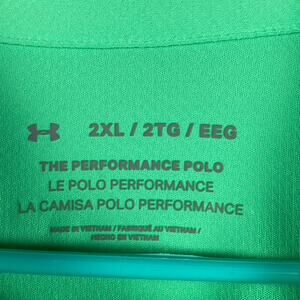 2XL / 2TG / EEG
THE PERFORMANCE POLO
LE POLO PERFORMANCE
LA CAMISA POLO PERFORMANCE
MADE IN VIETNAM / FABRIQUÉ AU VIETNAM /
HECHO EN VIETNAM